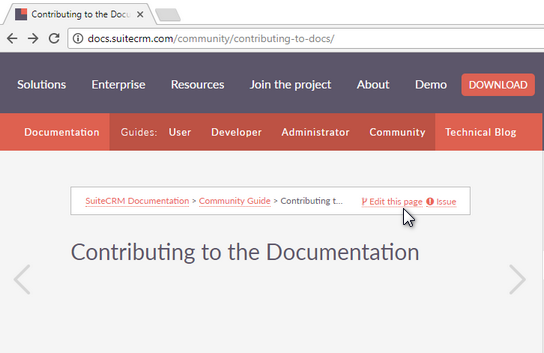 Contributing to the Docu
docs.suitecrm.com/community/contributing-to-docs/
Solutions Enterprise Resources Join the project About Demo DOWNLOAD
Documentation Guides: User Developer Administrator Community Technical Blog
SuiteCRM Documentation > Community Guide > Contributing t... Edit this page Issue
Contributing to the Documentation